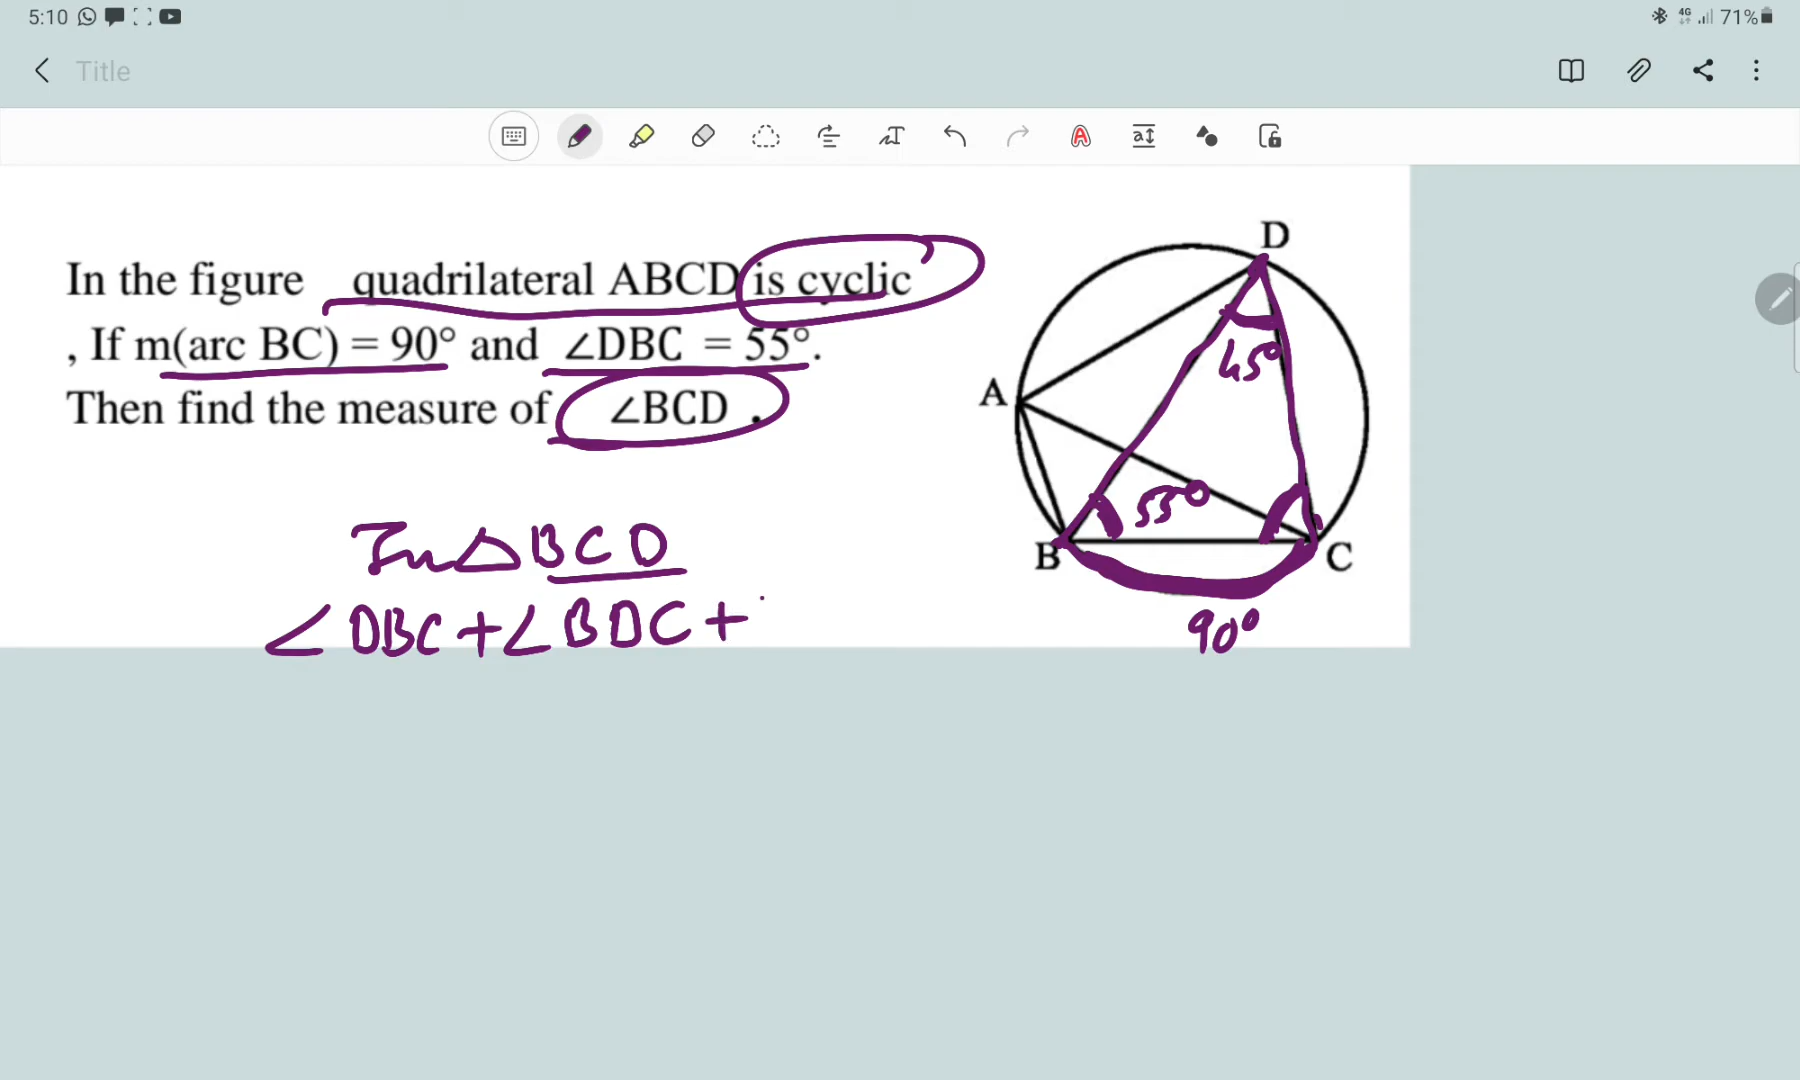 5:10
4G
71%
Title
In the figure quadrilateral ABCD is cyclic
, If m(arc BC) = 90° and ∠DBC = 55°.
Then find the measure of ∠BCD .
D
45°
A
55°
B
C
90°
In △BCD
∠DBC+∠BDC+